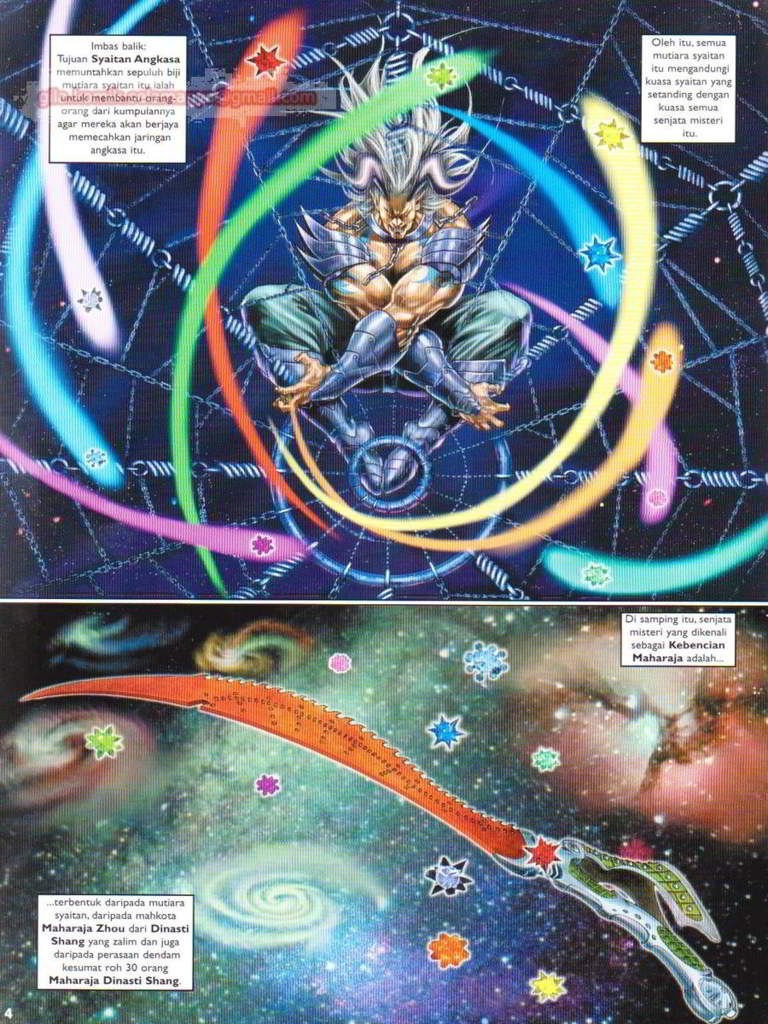 Imbas balik:
Tujuan Syaitan Angkasa
memuntahkan sepuluh biji
mutiara syaitan itu ialah
untuk membantu orang-
orang dari kumpulannya
agar mereka akan berjaya
memecahkan jaringan
angkasa itu.
Oleh itu, semua
mutiara syaitan
itu mengandungi
kuasa syaitan yang
setanding dengan
kuasa semua
senjata misteri
itu.
@gmail.com
Di samping itu, senjata
misteri yang dikenali
sebagai Kebencian
Maharaja adalah...
...terbentuk daripada mutiara
syaitan, daripada mahkota
Maharaja Zhou dari Dinasti
Shang yang zalim dan juga
daripada perasaan dendam
kesumat roh 30 orang
Maharaja Dinasti Shang.
4